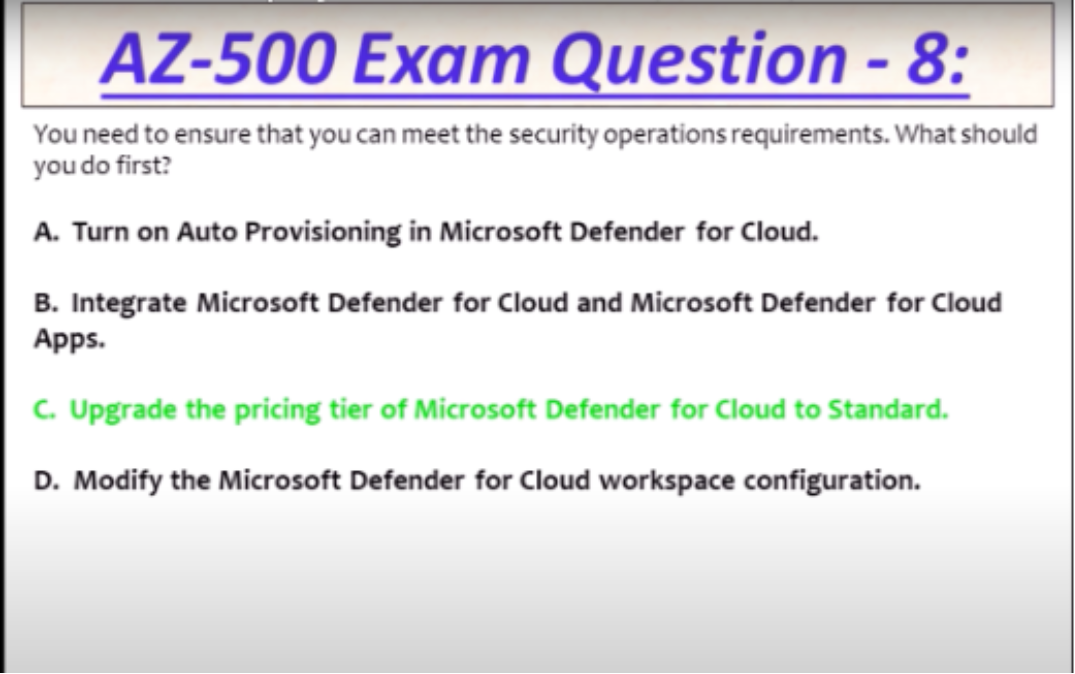 AZ-500 Exam Question - 8:
You need to ensure that you can meet the security operations requirements. What should
you do first?
A. Turn on Auto Provisioning in Microsoft Defender for Cloud.
B. Integrate Microsoft Defender for Cloud and Microsoft Defender for Cloud
Apps.
C. Upgrade the pricing tier of Microsoft Defender for Cloud to Standard.
D. Modify the Microsoft Defender for Cloud workspace configuration.